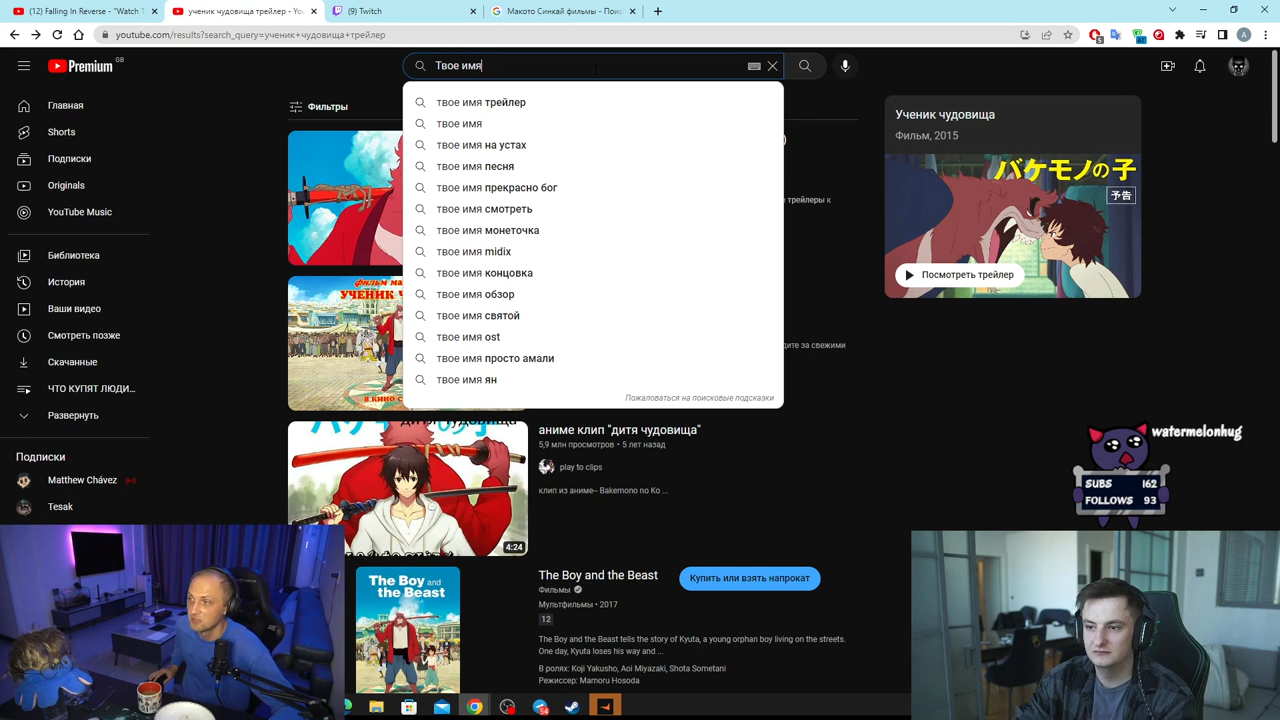 (12) Falling In Reverse - "Watch T
ученик чудовища трейлер - You
(9) Twitch
Макото Синкай фильмы - Поис
youtube.com/results?search_query=ученик+чудовища+трейлер
Premium
GB
Твое имя
Главная
Shorts
Подписки
Originals
YouTube Music
Библиотека
История
Ваши видео
Смотреть позже
Скачанные
ЧТО КУПЯТ ЛЮДИ...
Развернуть
Подписки
Matthew Chávez
Tesak
Фильтры
твое имя трейлер
твое имя
твое имя на устах
твое имя песня
твое имя прекрасно бог
твое имя смотреть
твое имя монеточка
твое имя midix
твое имя концовка
твое имя обзор
твое имя святой
твое имя ost
твое имя просто амали
твое имя ян
Пожаловаться на поисковые подсказки
е трейлеры к
дите за свежими
Ученик чудовища
Фильм, 2015
バケモノの子
予告
Посмотреть трейлер
аниме клип "дитя чудовища"
5,9 млн просмотров • 5 лет назад
play to clips
клип из аниме-- Bakemono no Ko ...
4:24
The Boy and the Beast
The Boy and the Beast
Фильмы
Мультфильмы • 2017
12
Купить или взять напрокат
The Boy and the Beast tells the story of Kyuta, a young orphan boy living on the streets.
One day, Kyuta loses his way and ...
В ролях: Koji Yakusho, Aoi Miyazaki, Shota Sometani
Режиссер: Mamoru Hosoda
watermelonhug
SUBS 162
FOLLOWS 93